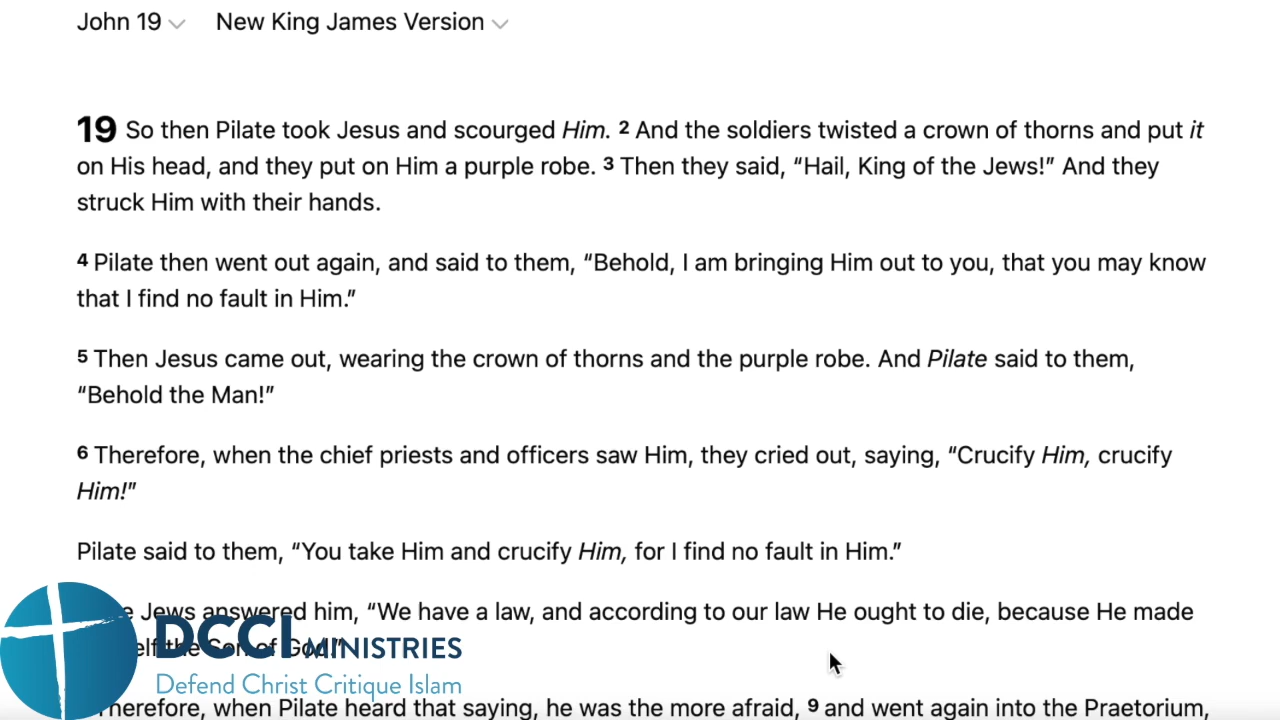 John 19 New King James Version
19 So then Pilate took Jesus and scourged Him. 2 And the soldiers twisted a crown of thorns and put it
on His head, and they put on Him a purple robe. 3 Then they said, “Hail, King of the Jews!” And they
struck Him with their hands.
4 Pilate then went out again, and said to them, “Behold, I am bringing Him out to you, that you may know
that I find no fault in Him.”
5 Then Jesus came out, wearing the crown of thorns and the purple robe. And Pilate said to them,
“Behold the Man!”
6 Therefore, when the chief priests and officers saw Him, they cried out, saying, “Crucify Him, crucify
Him!”
Pilate said to them, “You take Him and crucify Him, for I find no fault in Him.”
Jews answered him, “We have a law, and according to our law He ought to die, because He made
the Son of God.”
DCCI MINISTRIES
Defend Christ Critique Islam
Therefore, when Pilate heard that saying, he was the more afraid, 9 and went again into the Praetorium,